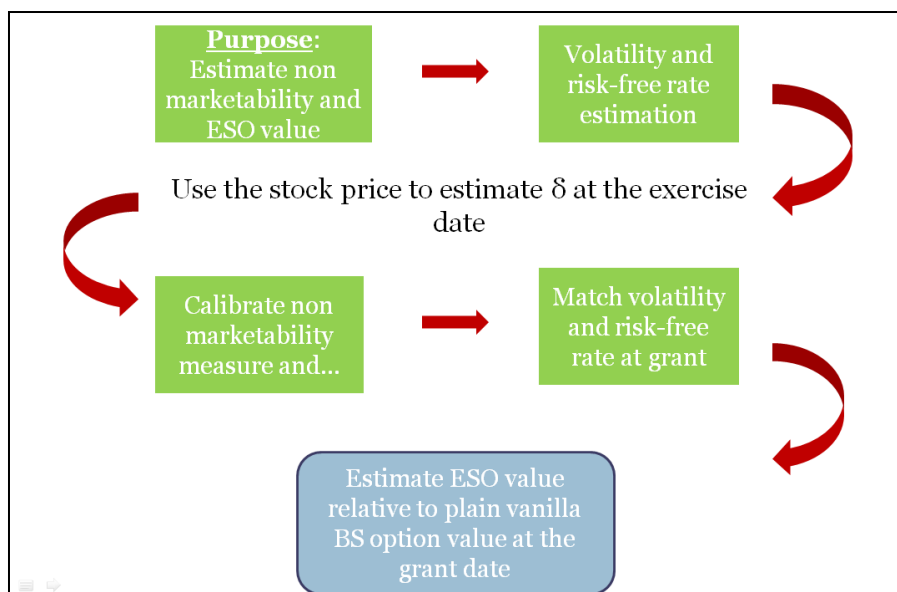 Purpose:
Estimate non
marketability and
ESO value
Volatility and
risk-free rate
estimation
Use the stock price to estimate δ at the exercise
date
Calibrate non
marketability
measure and...
Match volatility
and risk-free
rate at grant
Estimate ESO value
relative to plain vanilla
BS option value at the
grant date